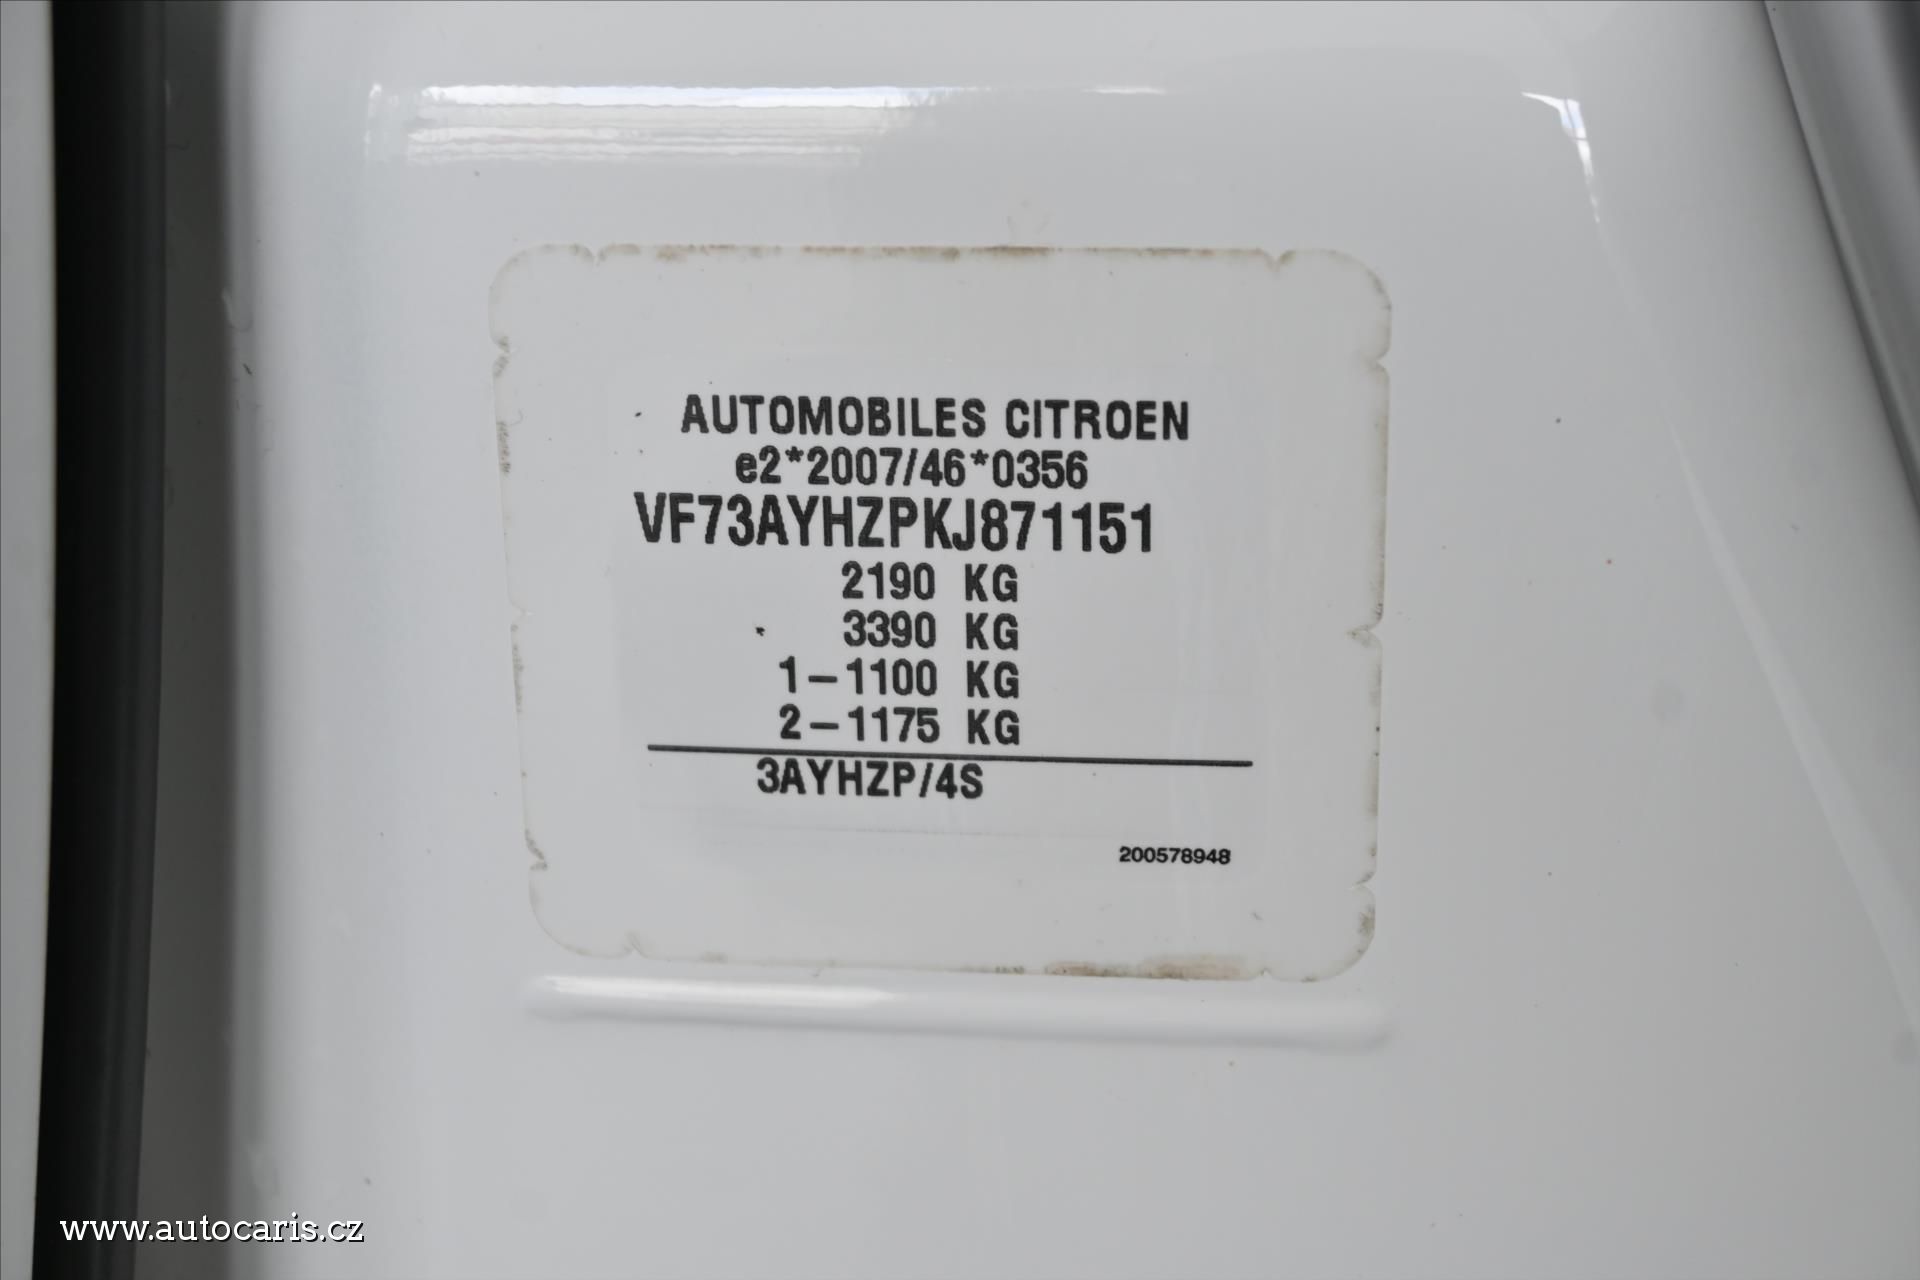 AUTOMOBILES CITROEN
e2*2007/46*0356
VF73AYHZPKJ871151
2190 KG
3390 KG
1-1100 KG
2-1175 KG
3AYHZP/4S
200578948
www.autocaris.cz